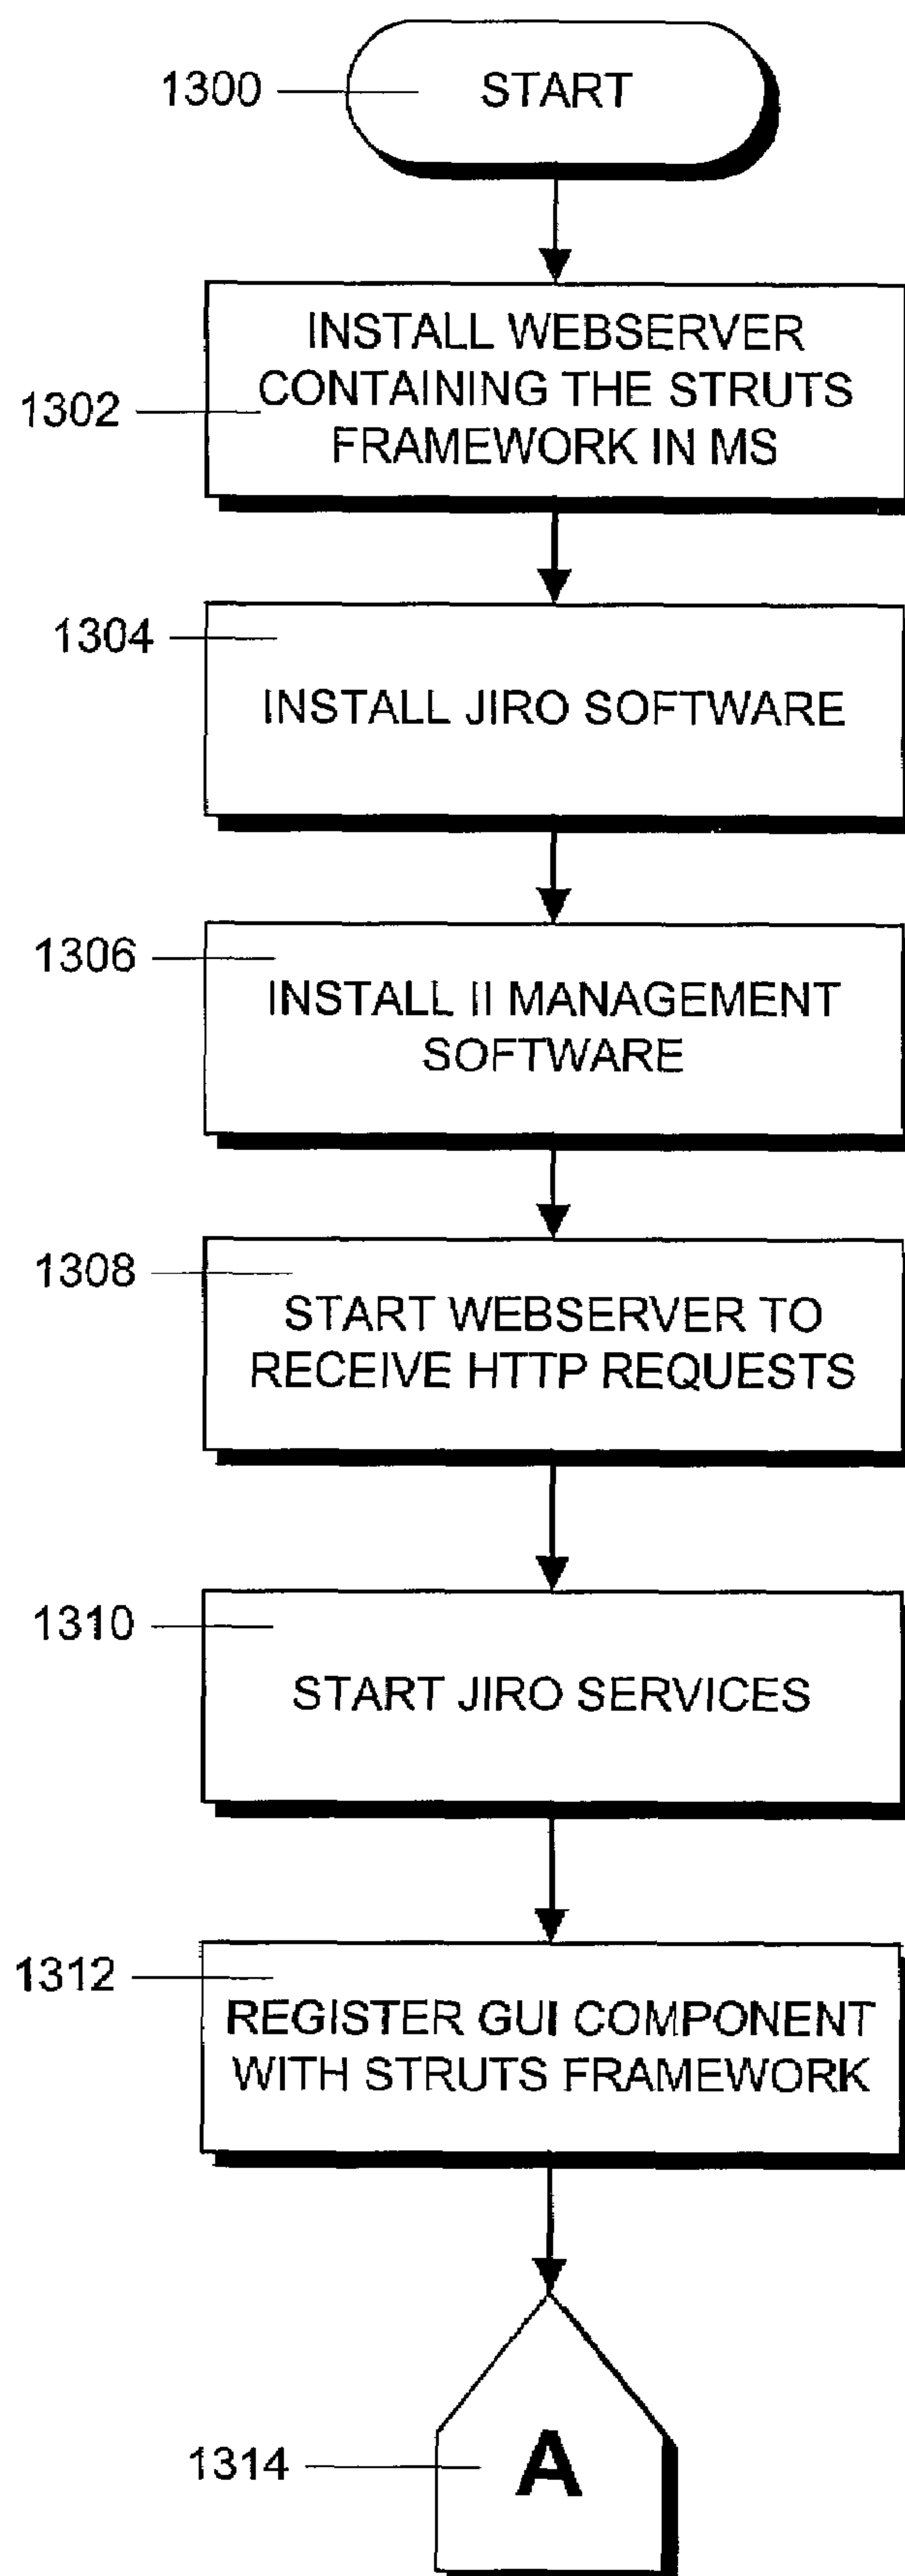 1300
START
1302
INSTALL WEBSERVER
CONTAINING THE STRUTS
FRAMEWORK IN MS
1304
INSTALL JIRO SOFTWARE
1306
INSTALL II MANAGEMENT
SOFTWARE
1308
START WEBSERVER TO
RECEIVE HTTP REQUESTS
1310
START JIRO SERVICES
1312
REGISTER GUI COMPONENT
WITH STRUTS FRAMEWORK
1314
A